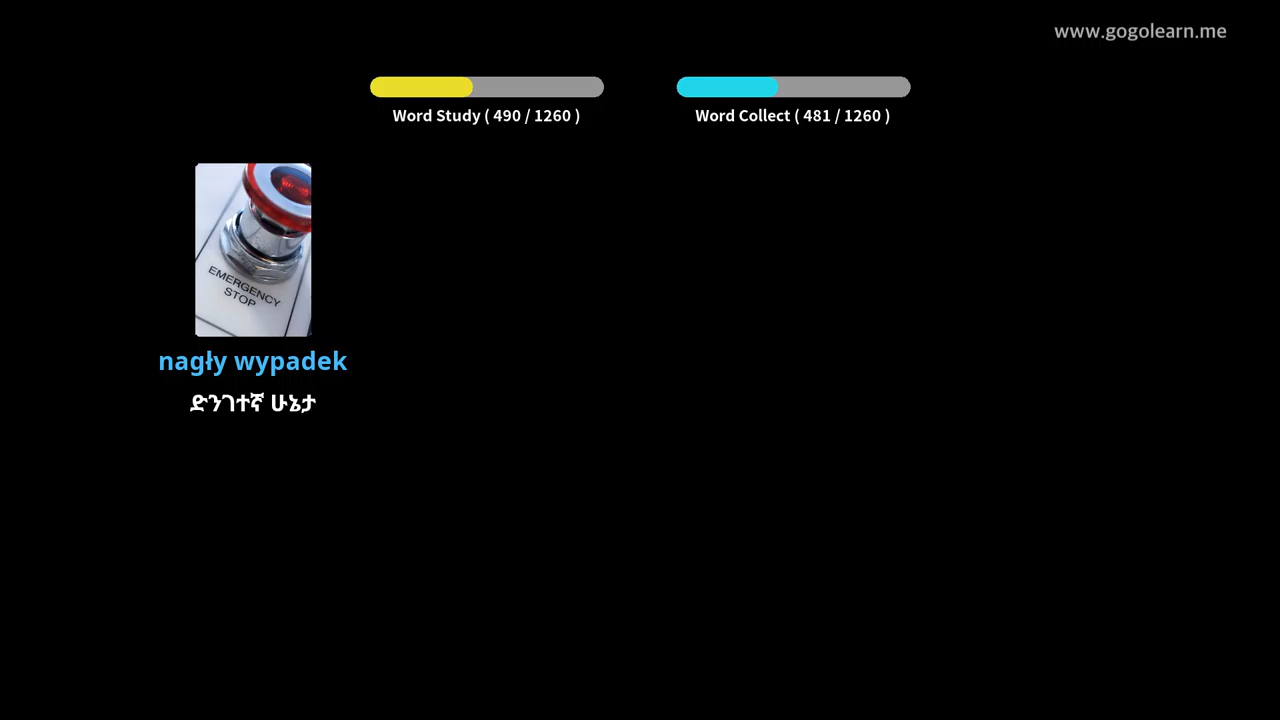 www.gogolearn.me
Word Study ( 490 / 1260 )
Word Collect ( 481 / 1260 )
EMERGENCY
STOP
nagły wypadek
ድንገተኛ ሁኔታ